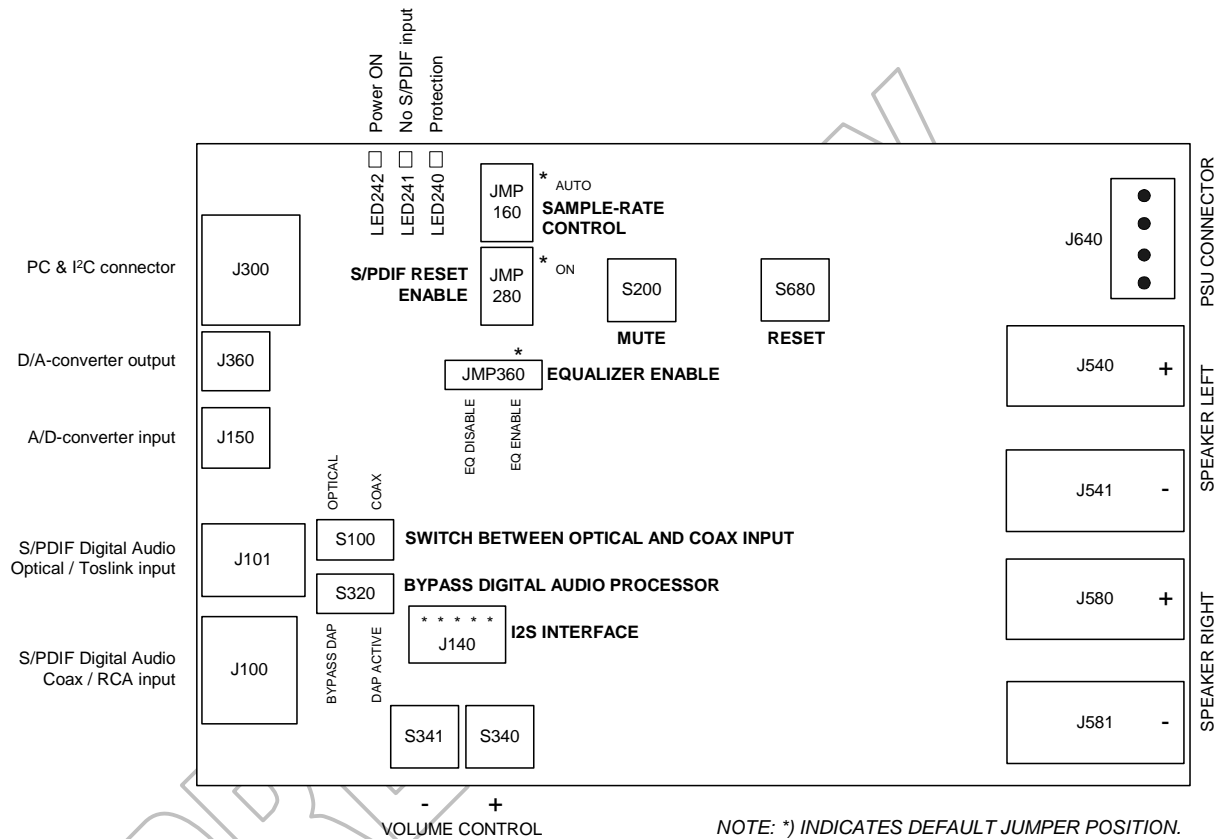 Power ON
No S/PDIF input
Protection
LED242
LED241
LED240
JMP
160
* AUTO
SAMPLE-RATE
CONTROL
S/PDIF RESET
ENABLE
JMP
280
* ON
S200
MUTE
S680
RESET
J640
PSU CONNECTOR
PC & I²C connector
J300
D/A-converter output
J360
*
JMP360
EQUALIZER ENABLE
EQ DISABLE
EQ ENABLE
A/D-converter input
J150
J540
+
SPEAKER LEFT
J541
-
OPTICAL
COAX
S100
SWITCH BETWEEN OPTICAL AND COAX INPUT
S/PDIF Digital Audio
Optical / Toslink input
J101
S320
BYPASS DIGITAL AUDIO PROCESSOR
BYPASS DAP
DAP ACTIVE
* * * * *
J140
I2S INTERFACE
S/PDIF Digital Audio
Coax / RCA input
J100
J580
+
SPEAKER RIGHT
J581
-
S341
S340
- +
VOLUME CONTROL
NOTE: *) INDICATES DEFAULT JUMPER POSITION.